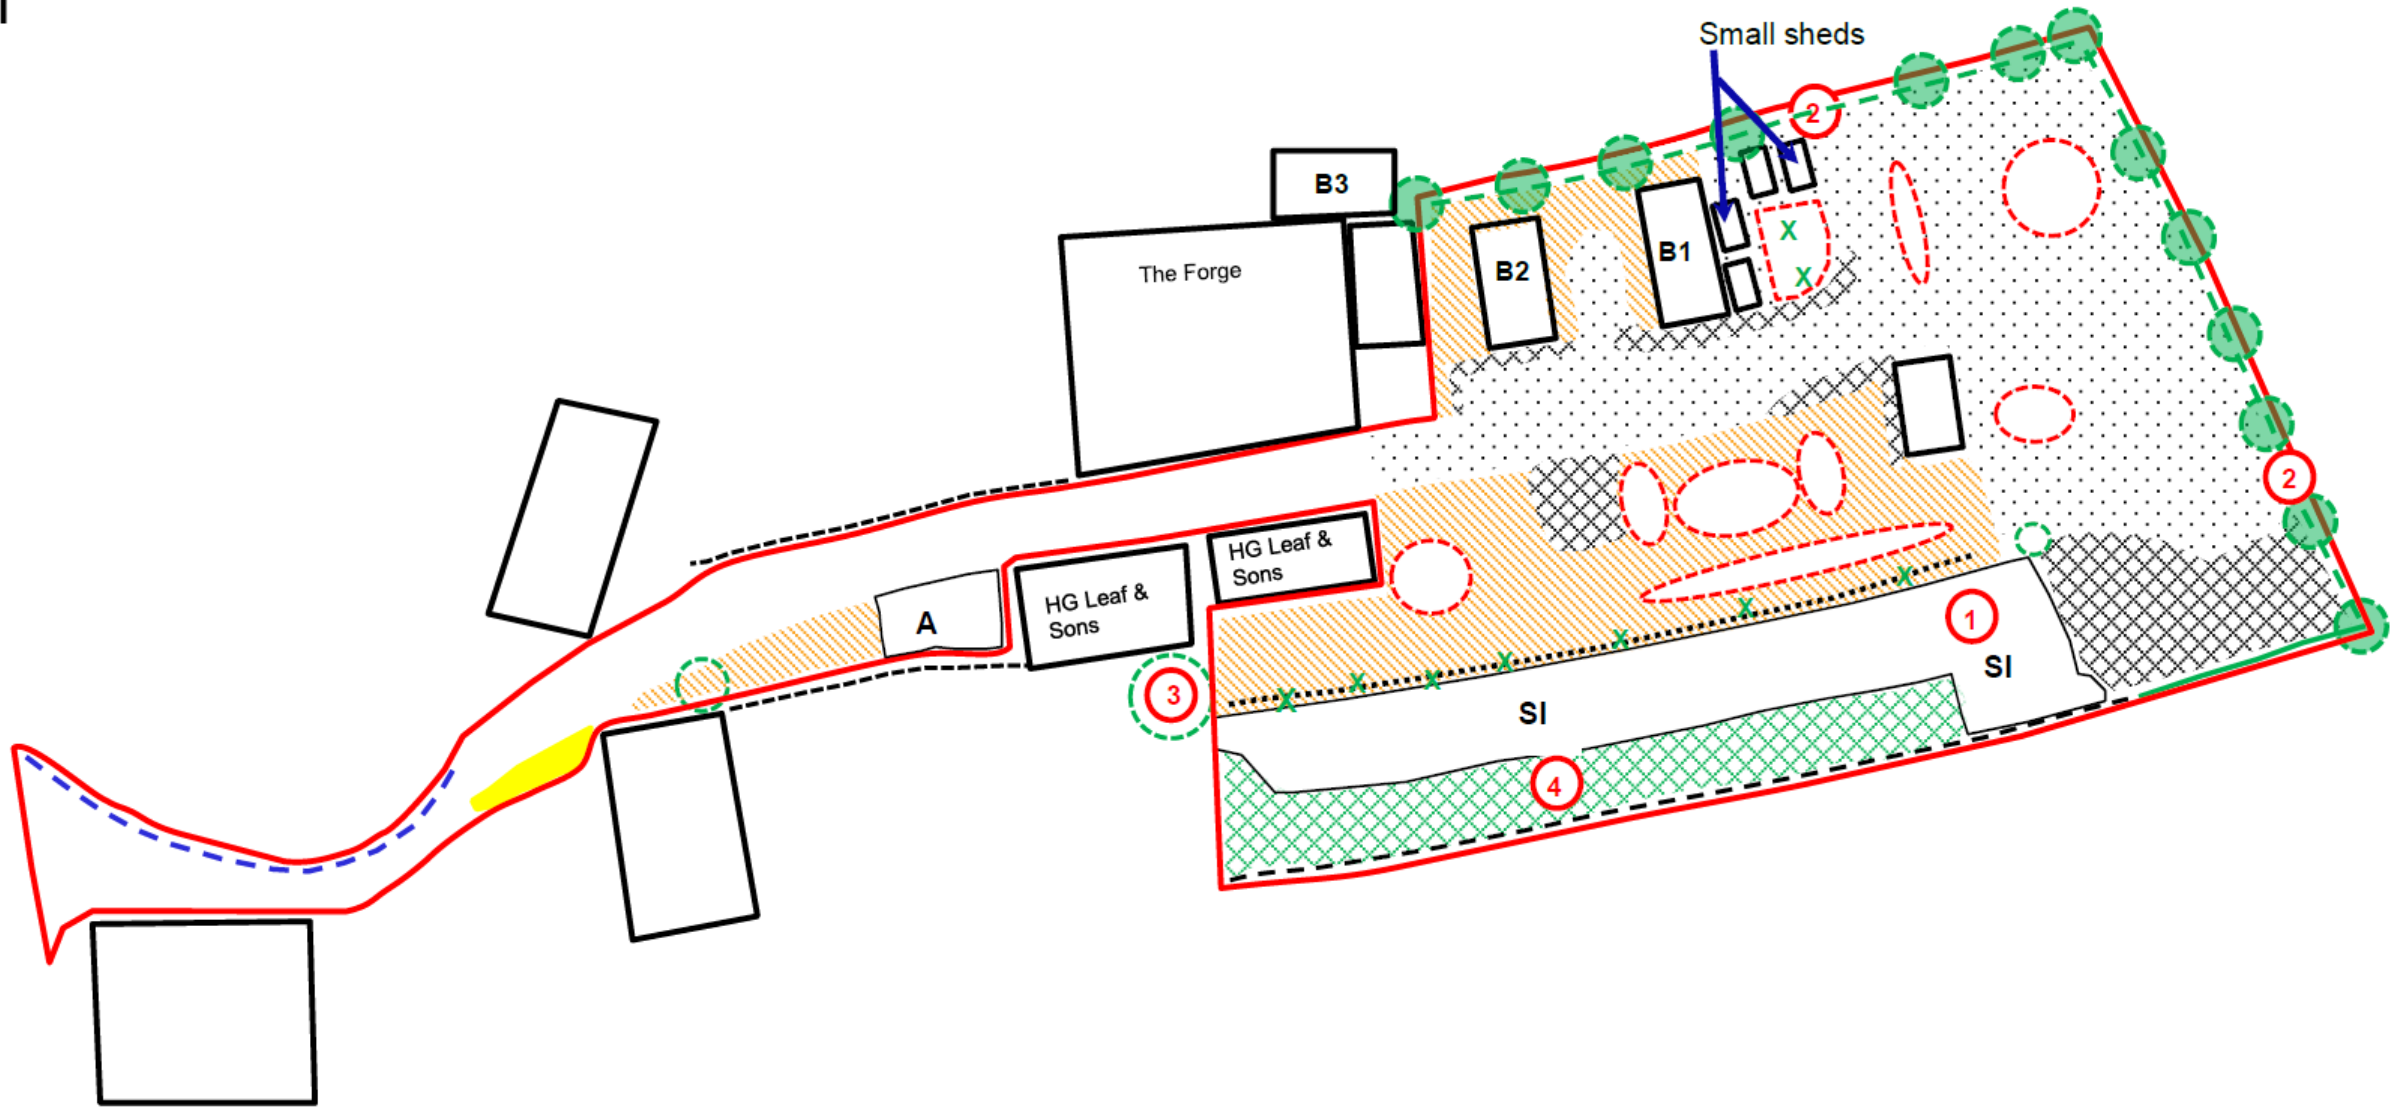 Small sheds
2
B3
X
B1
The Forge
B2
X
2
HG Leaf &
Sons
X
HG Leaf &
Sons
X
A
1
X
SI
X
X
X
3
X
SI
4